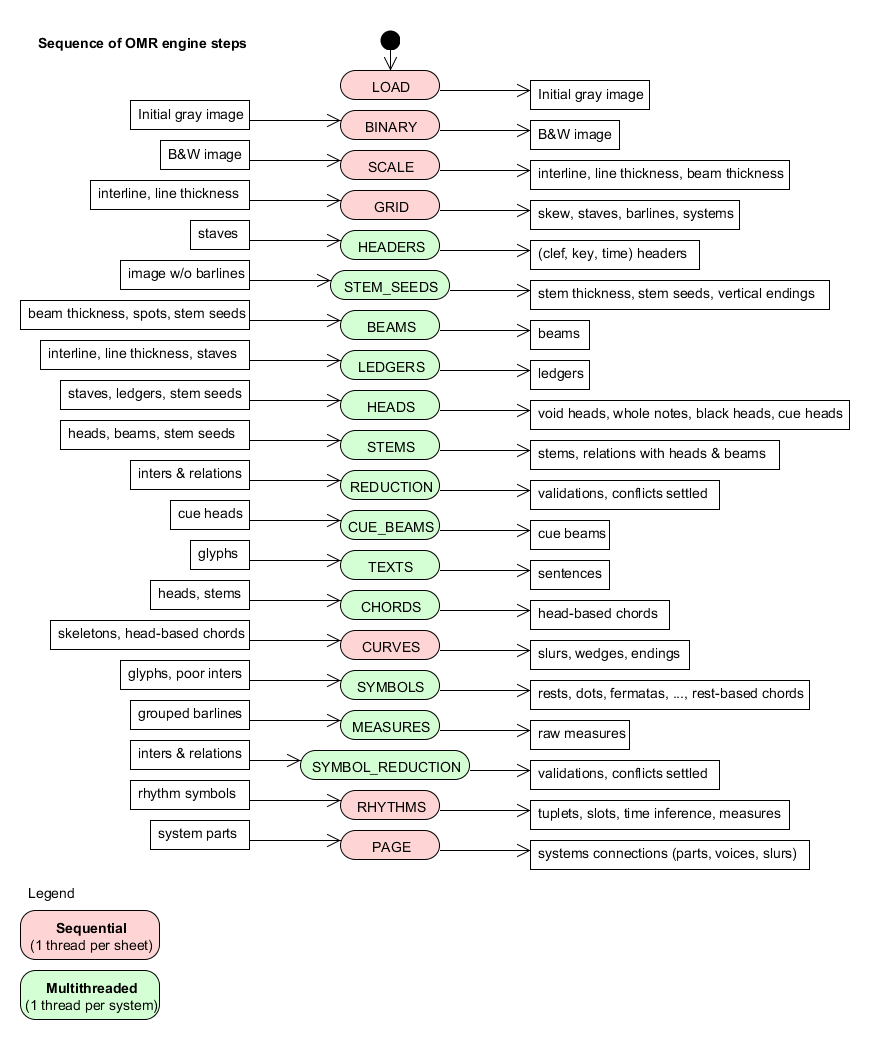 Sequence of OMR engine steps
LOAD
Initial gray image
Initial gray image
BINARY
B&W image
B&W image
SCALE
interline, line thickness, beam thickness
interline, line thickness
GRID
skew, staves, barlines, systems
staves
HEADERS
(clef, key, time) headers
image w/o barlines
STEM_SEEDS
stem thickness, stem seeds, vertical endings
beam thickness, spots, stem seeds
BEAMS
beams
interline, line thickness, staves
LEDGERS
ledgers
staves, ledgers, stem seeds
HEADS
void heads, whole notes, black heads, cue heads
heads, beams, stem seeds
STEMS
stems, relations with heads & beams
inters & relations
REDUCTION
validations, conflicts settled
cue heads
CUE_BEAMS
cue beams
glyphs
TEXTS
sentences
heads, stems
CHORDS
head-based chords
skeletons, head-based chords
CURVES
slurs, wedges, endings
glyphs, poor inters
SYMBOLS
rests, dots, fermatas, ..., rest-based chords
grouped barlines
MEASURES
raw measures
inters & relations
SYMBOL_REDUCTION
validations, conflicts settled
rhythm symbols
RHYTHMS
tuplets, slots, time inference, measures
system parts
PAGE
systems connections (parts, voices, slurs)
Legend
Sequential
(1 thread per sheet)
Multithreaded
(1 thread per system)